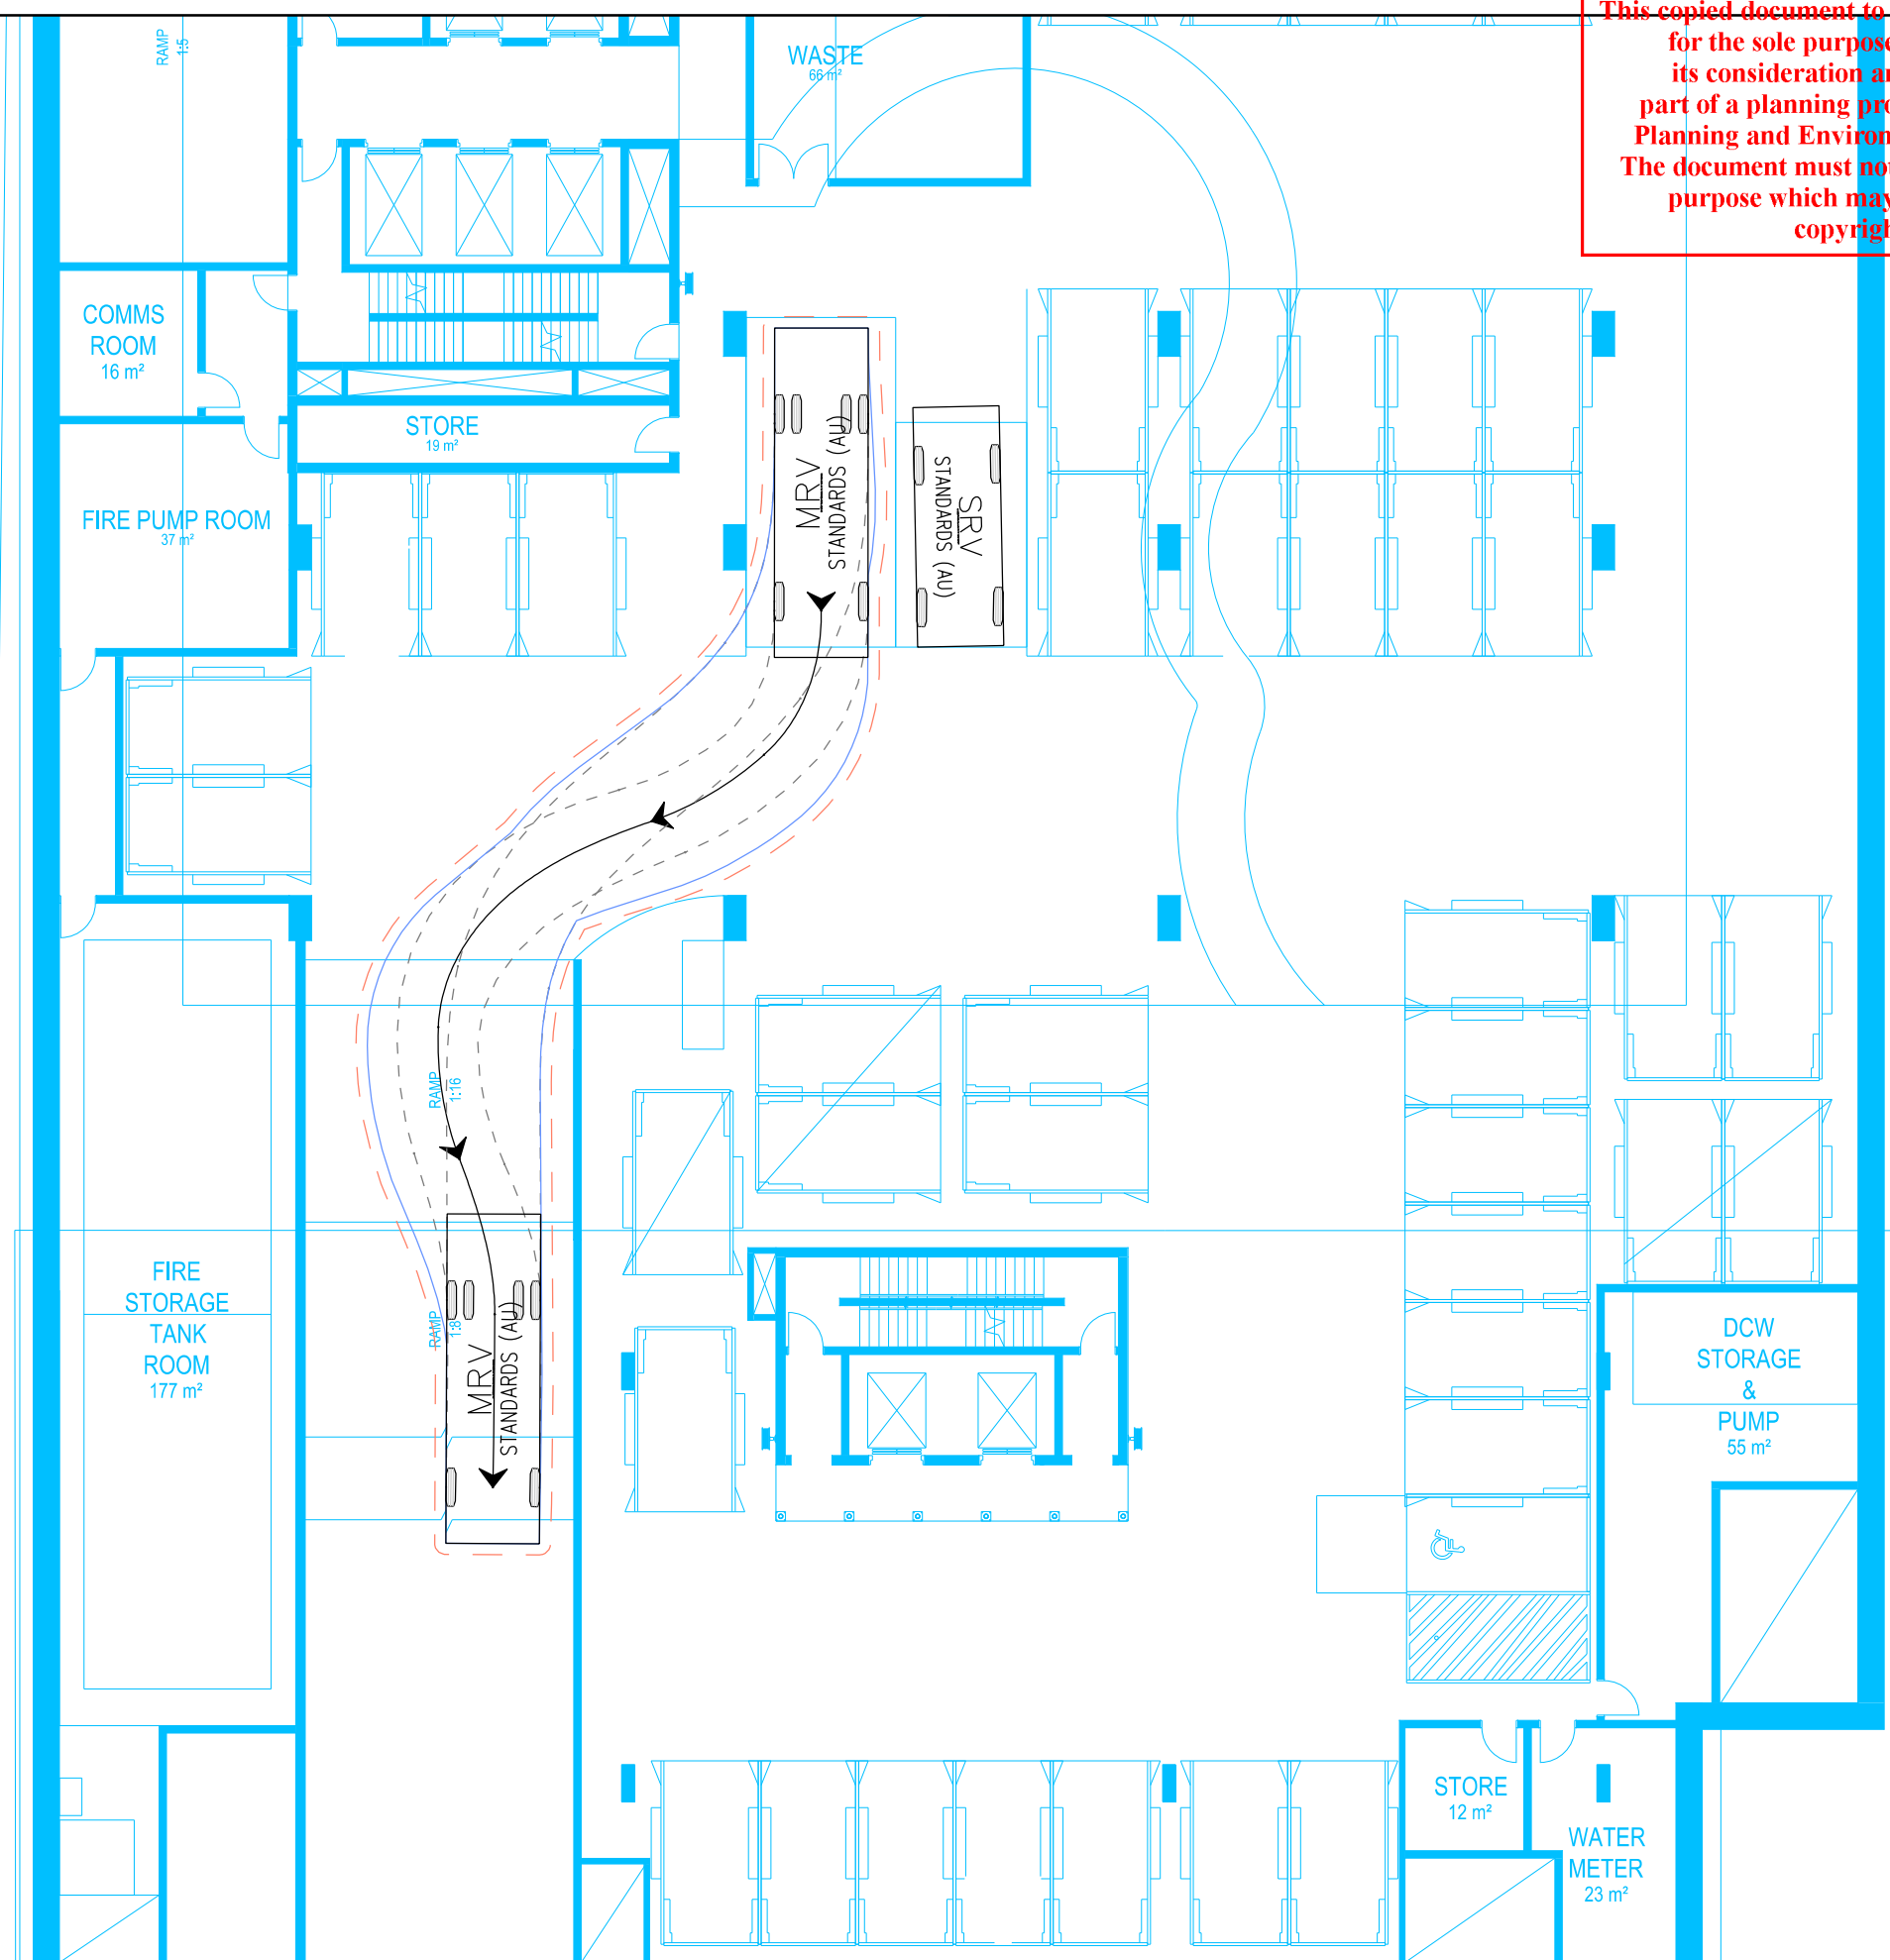 This copied document to
for the sole purpose
its consideration a
part of a planning pro
Planning and Environ
The document must no
purpose which may
copyrigh
RAMP
1:5
WASTE
66 m²
COMMS
ROOM
16 m²
STORE
19 m²
FIRE PUMP ROOM
37 m²
MRV
STANDARDS (AU)
SRV
STANDARDS (AU)
RAMP
1:16
RAMP
1:8
MRV
STANDARDS (AU)
FIRE
STORAGE
TANK
ROOM
177 m²
DCW
STORAGE
&
PUMP
55 m²
STORE
12 m²
WATER
METER
23 m²